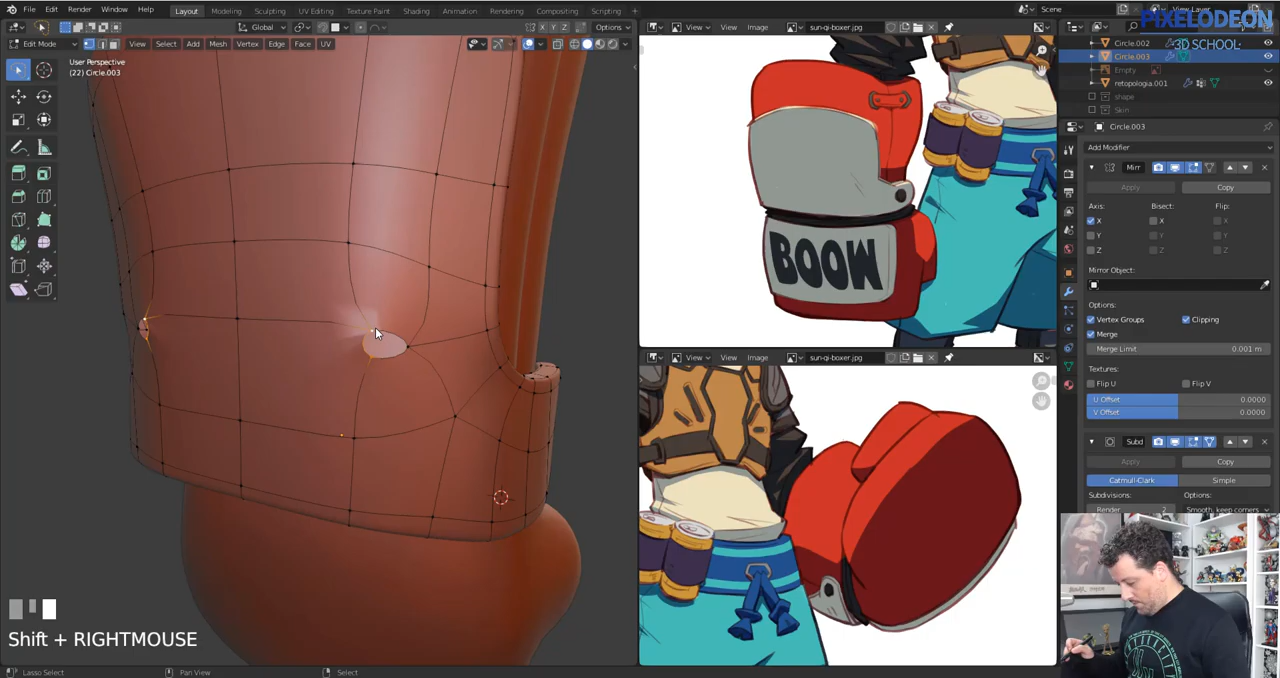 File Edit Render Window Help Layout Modeling Sculpting UV Editing Texture Paint Shading Animation Rendering Compositing Scripting + Scene View Layer
PIXELODEON
3D SCHOOL
Global Options
Edit Mode View Select Add Mesh Vertex Edge Face UV
User Perspective
(22) Circle.003
View Image sun-qi-boxer.jpg
BOOM
View Image sun-qi-boxer.jpg
Circle.002
Circle.003
Empty
retopologia.001
shape
Skin
Circle.003
Add Modifier
Mirr
Apply Copy
Axis: Bisect: Flip:
X X X
Y Y Y
Z Z Z
Mirror Object:
Options:
Vertex Groups Clipping
Merge
Merge Limit 0.001 m
Textures:
Flip U Flip V
U Offset 0.0000
V Offset 0.0000
Subd
Apply Copy
Catmull-Clark Simple
Subdivisions: Options:
Render 2 Smooth, keep corners
Shift + RIGHTMOUSE
Lasso Select Pan View Select